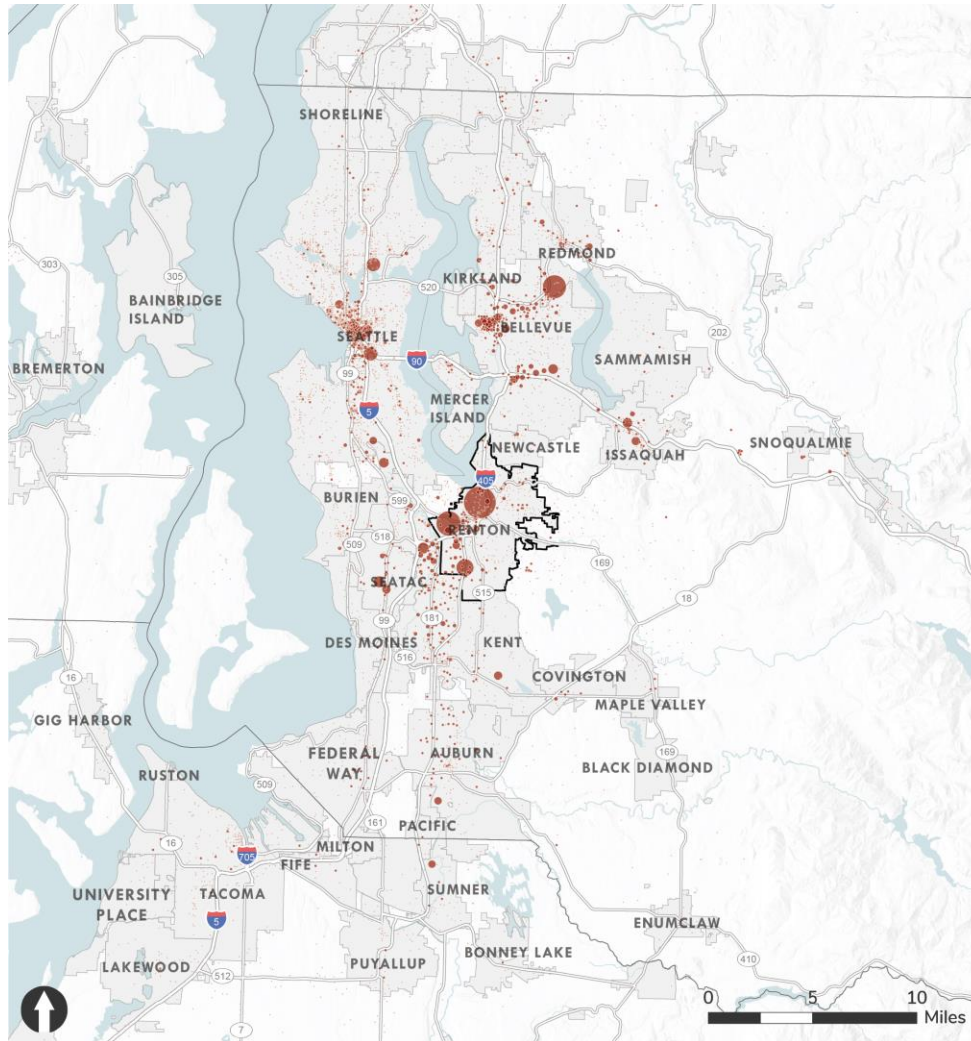 SHORELINE
303
305
BAINBRIDGE
ISLAND
BREMERTON
REDMOND
KIRKLAND
520
BELLEVUE
SEATTLE
202
SAMMAMISH
90
99
5
MERCER
ISLAND
NEWCASTLE
ISSAQUAH
SNOQUALMIE
405
BURIEN
599
RENTON
509
518
169
SEATAC
515
18
99
181
DES MOINES
KENT
516
COVINGTON
16
MAPLE VALLEY
GIG HARBOR
FEDERAL
WAY
AUBURN
169
BLACK DIAMOND
RUSTON
509
161
PACIFIC
16
MILTON
705
FIFE
UNIVERSITY
PLACE
TACOMA
SUMNER
5
ENUMCLAW
BONNEY LAKE
LAKEWOOD
PUYALLUP
410
512
7
0 5 10
Miles